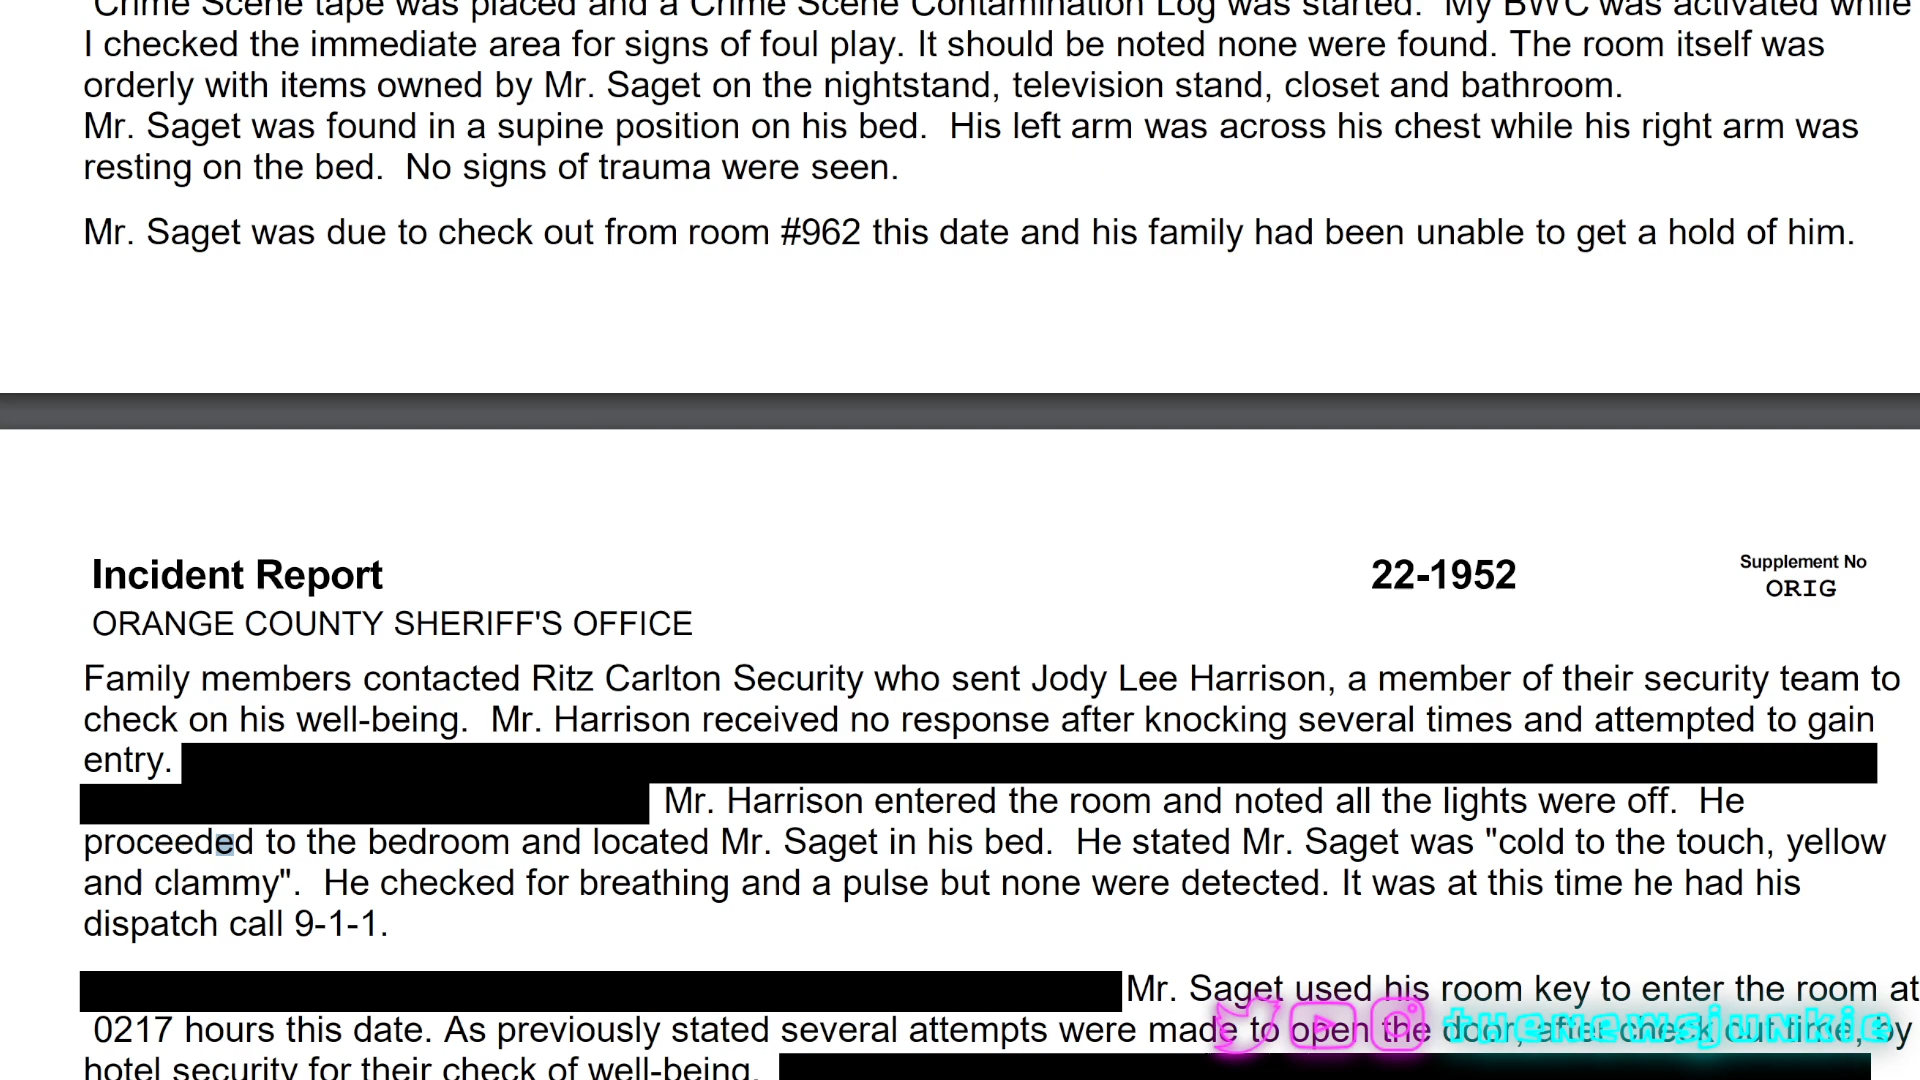 Crime Scene tape was placed and a Crime Scene Contamination Log was started.  My BWC was activated while
I checked the immediate area for signs of foul play. It should be noted none were found. The room itself was
orderly with items owned by Mr. Saget on the nightstand, television stand, closet and bathroom.
Mr. Saget was found in a supine position on his bed.  His left arm was across his chest while his right arm was
resting on the bed.  No signs of trauma were seen.
Mr. Saget was due to check out from room #962 this date and his family had been unable to get a hold of him.
Incident Report
22-1952
Supplement No
ORIG
ORANGE COUNTY SHERIFF'S OFFICE
Family members contacted Ritz Carlton Security who sent Jody Lee Harrison, a member of their security team to
check on his well-being.  Mr. Harrison received no response after knocking several times and attempted to gain
entry.
Mr. Harrison entered the room and noted all the lights were off.  He
proceeded to the bedroom and located Mr. Saget in his bed.  He stated Mr. Saget was "cold to the touch, yellow
and clammy".  He checked for breathing and a pulse but none were detected. It was at this time he had his
dispatch call 9-1-1.
Mr. Saget used his room key to enter the room at
0217 hours this date. As previously stated several attempts were made to open the door, after check out time, by
thenewsjunkie
hotel security for their check of well-being.